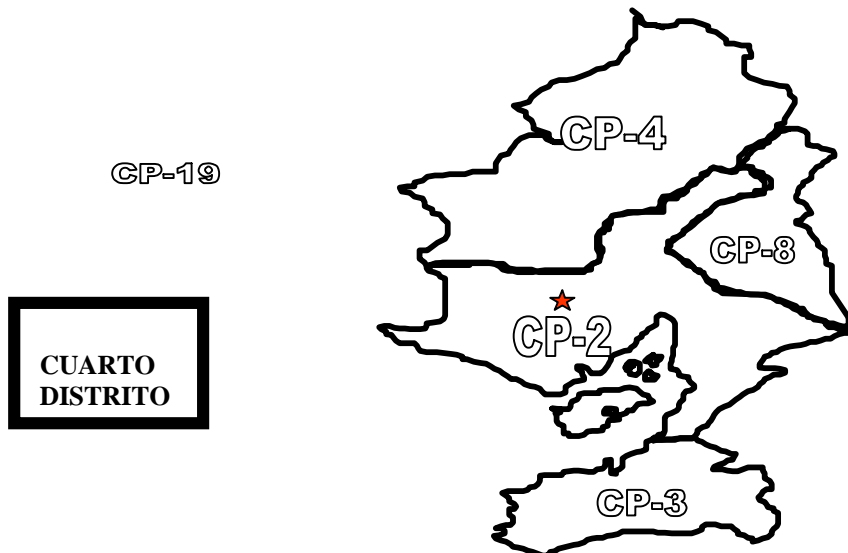 CP-4
CP-19
CP-8
CP-2
CUARTO
DISTRITO
CP-3